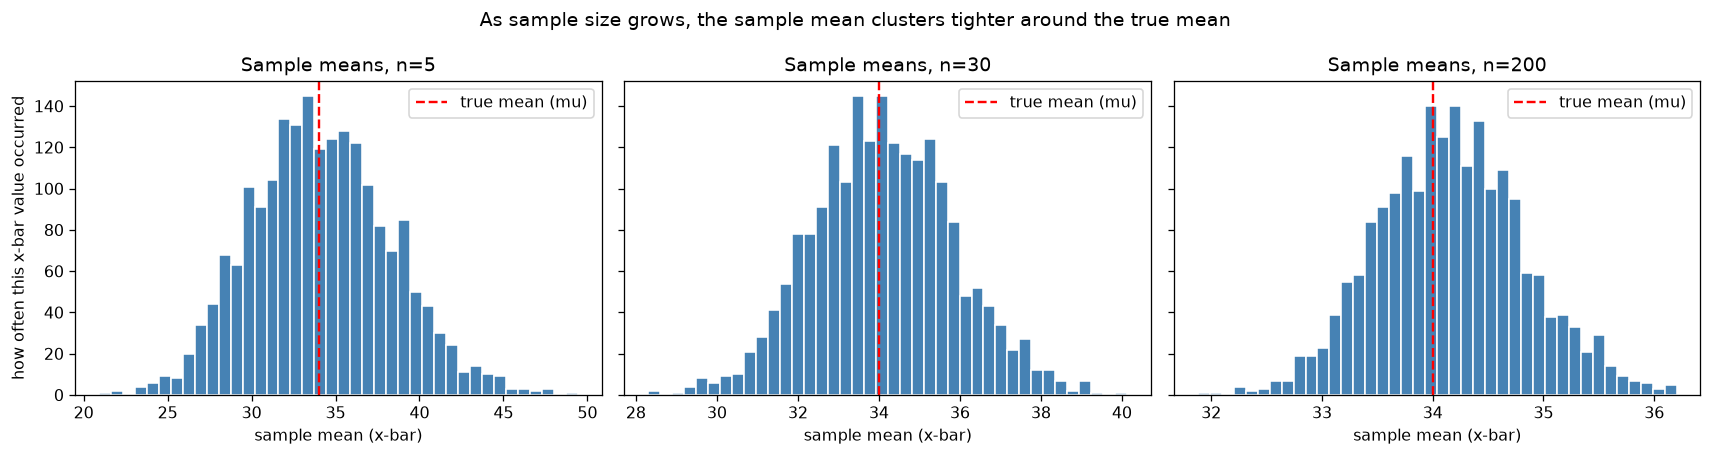 As sample size grows, the sample mean clusters tighter around the true mean
Sample means, n=5
Sample means, n=30
Sample means, n=200
how often this x-bar value occurred
140
120
100
80
60
40
20
0
true mean (mu)
20 25 30 35 40 45 50
sample mean (x-bar)
true mean (mu)
28 30 32 34 36 38 40
sample mean (x-bar)
true mean (mu)
32 33 34 35 36
sample mean (x-bar)